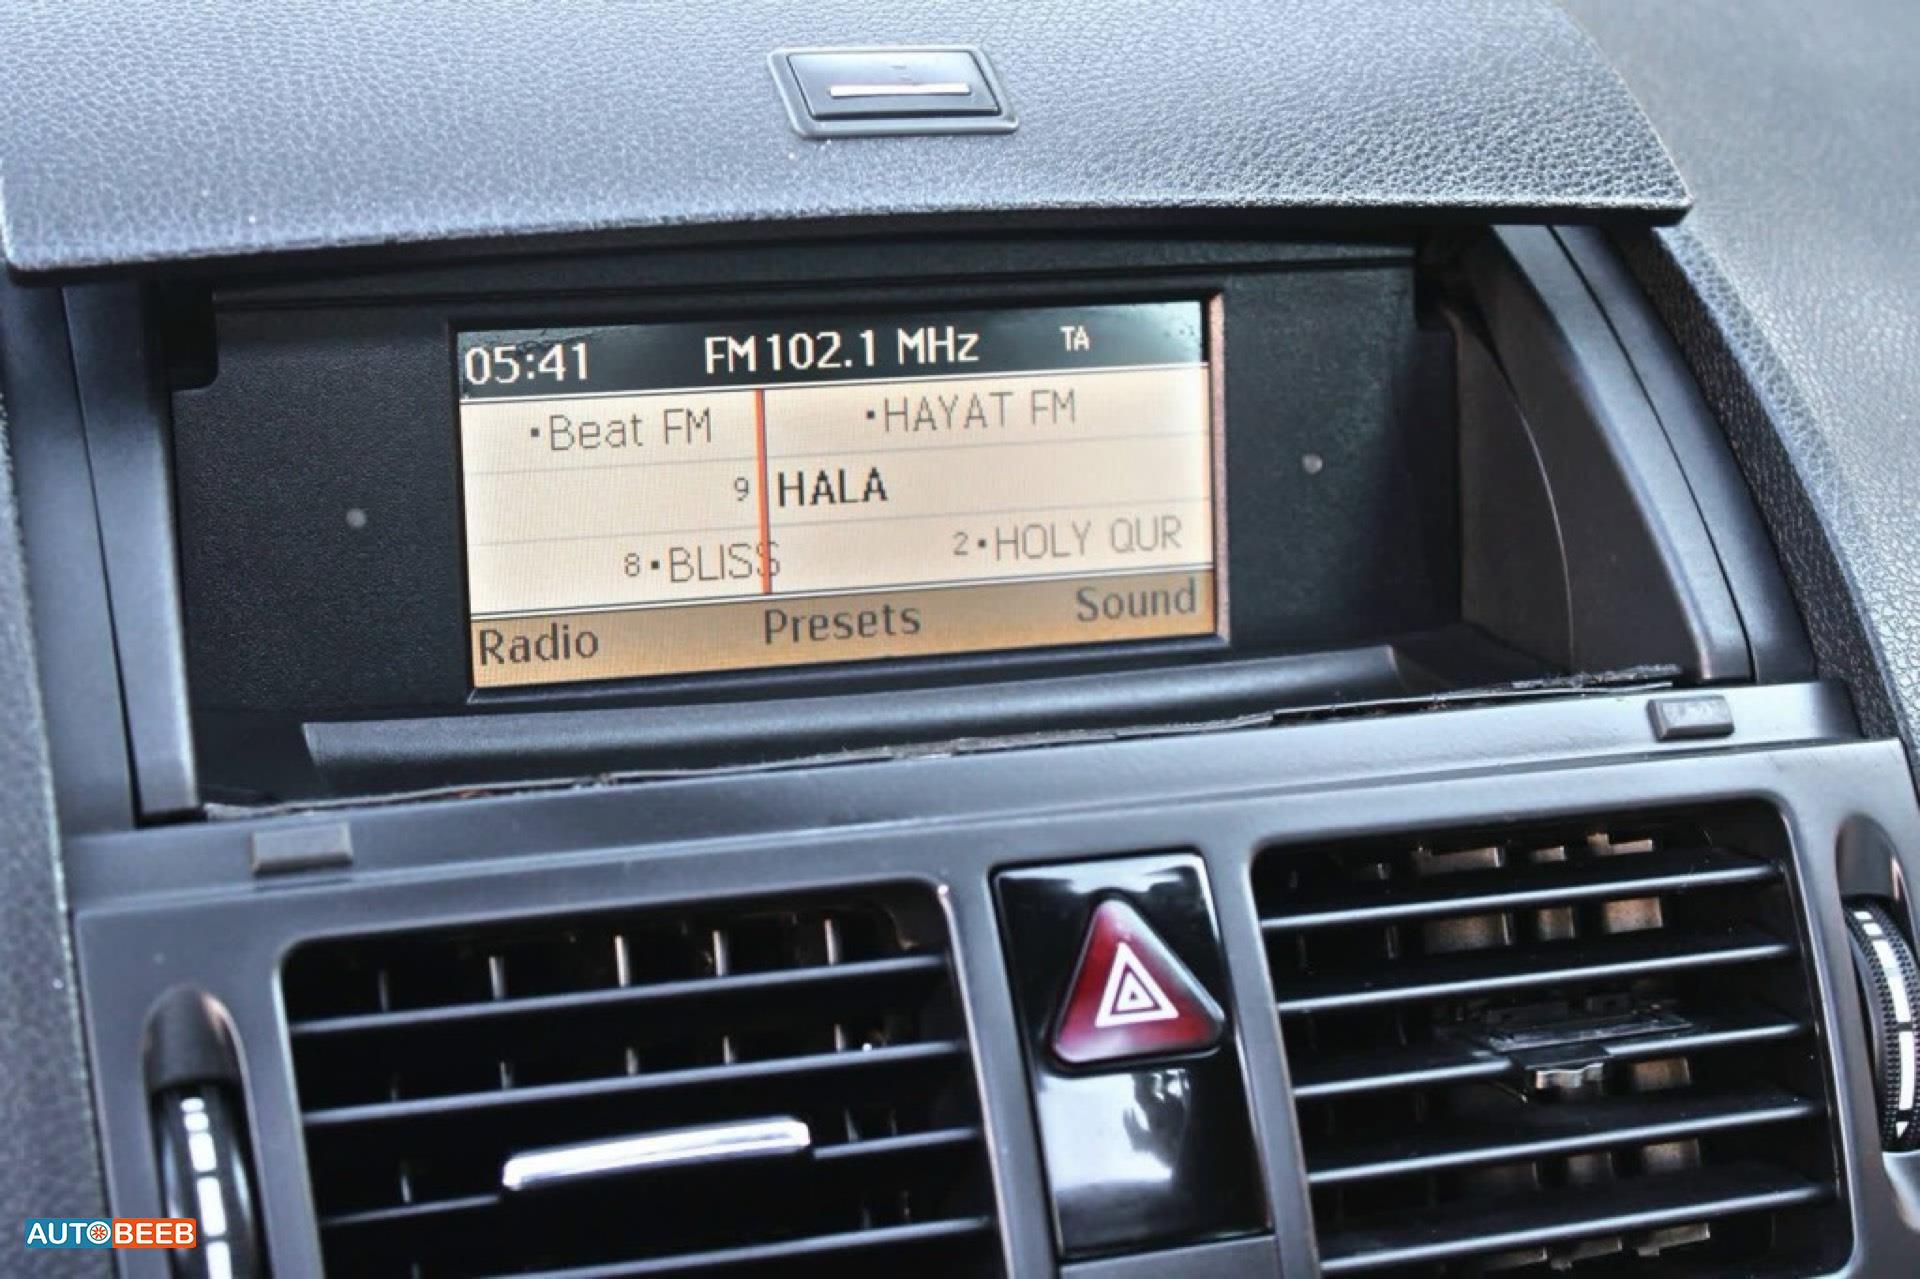 05:41 FM 102.1 MHz TA
•Beat FM •HAYAT FM
9 HALA
8•BLISS 2•HOLY QUR
Radio Presets Sound
AUTOBEEB